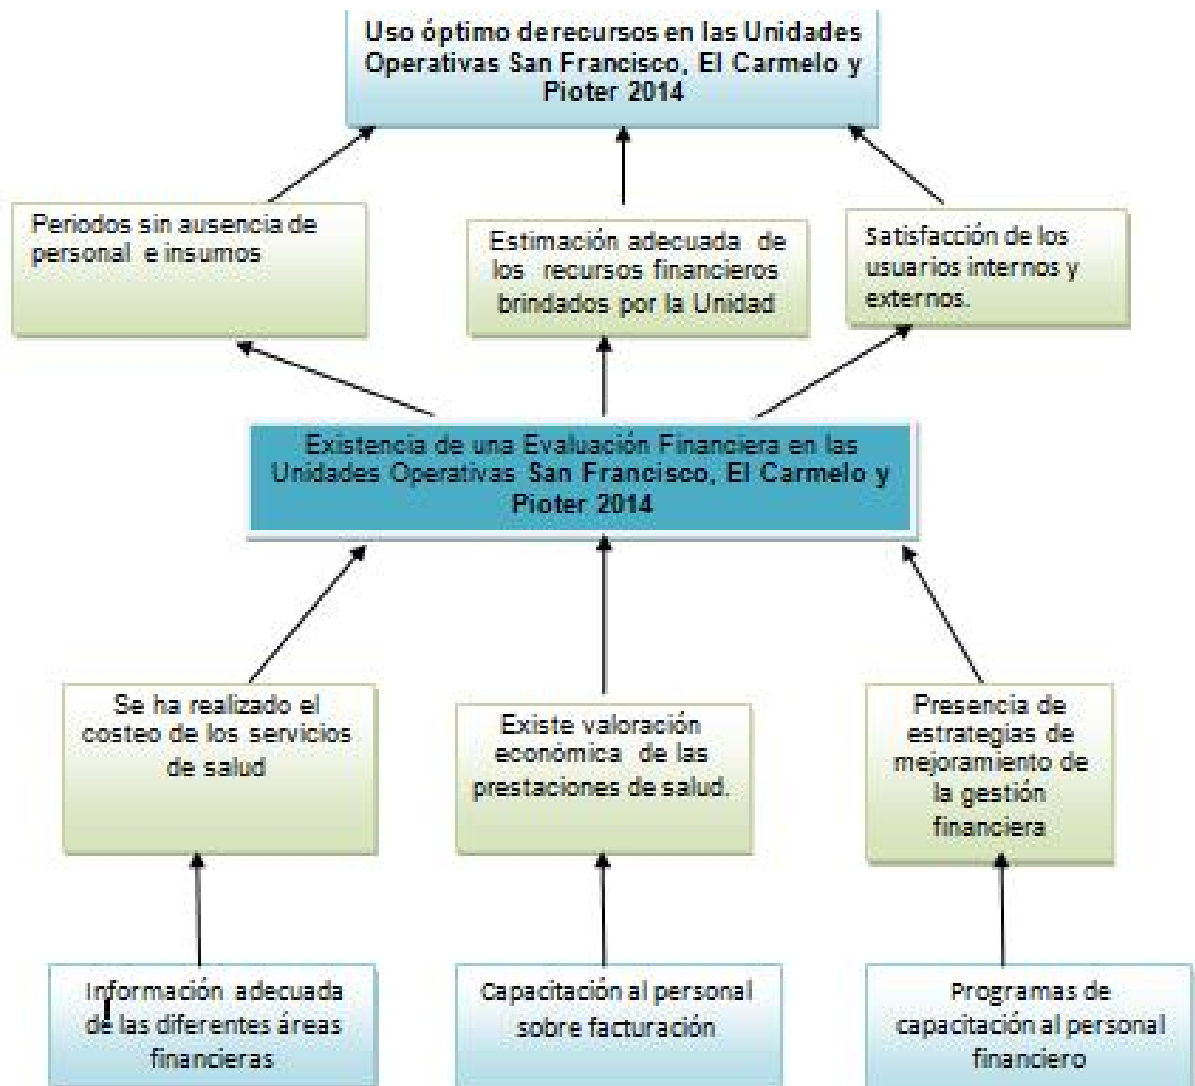 Uso óptimo de recursos en las Unidades
Operativas San Francisco, El Carmelo y
Pioter 2014
Periodos sin ausencia de
personal e insumos
Estimación adecuada de
los recursos financieros
brindados por la Unidad
Satisfacción de los
usuarios internos y
externos.
Existencia de una Evaluación Financiera en las
Unidades Operativas San Francisco, El Carmelo y
Pioter 2014
Se ha realizado el
costeo de los servicios
de salud
Existe valoración
económica de las
prestaciones de salud.
Presencia de
estrategias de
mejoramiento de
la gestión
financiera
Información adecuada
de las diferentes áreas
financieras
Capacitación al personal
sobre facturación
Programas de
capacitación al personal
financiero